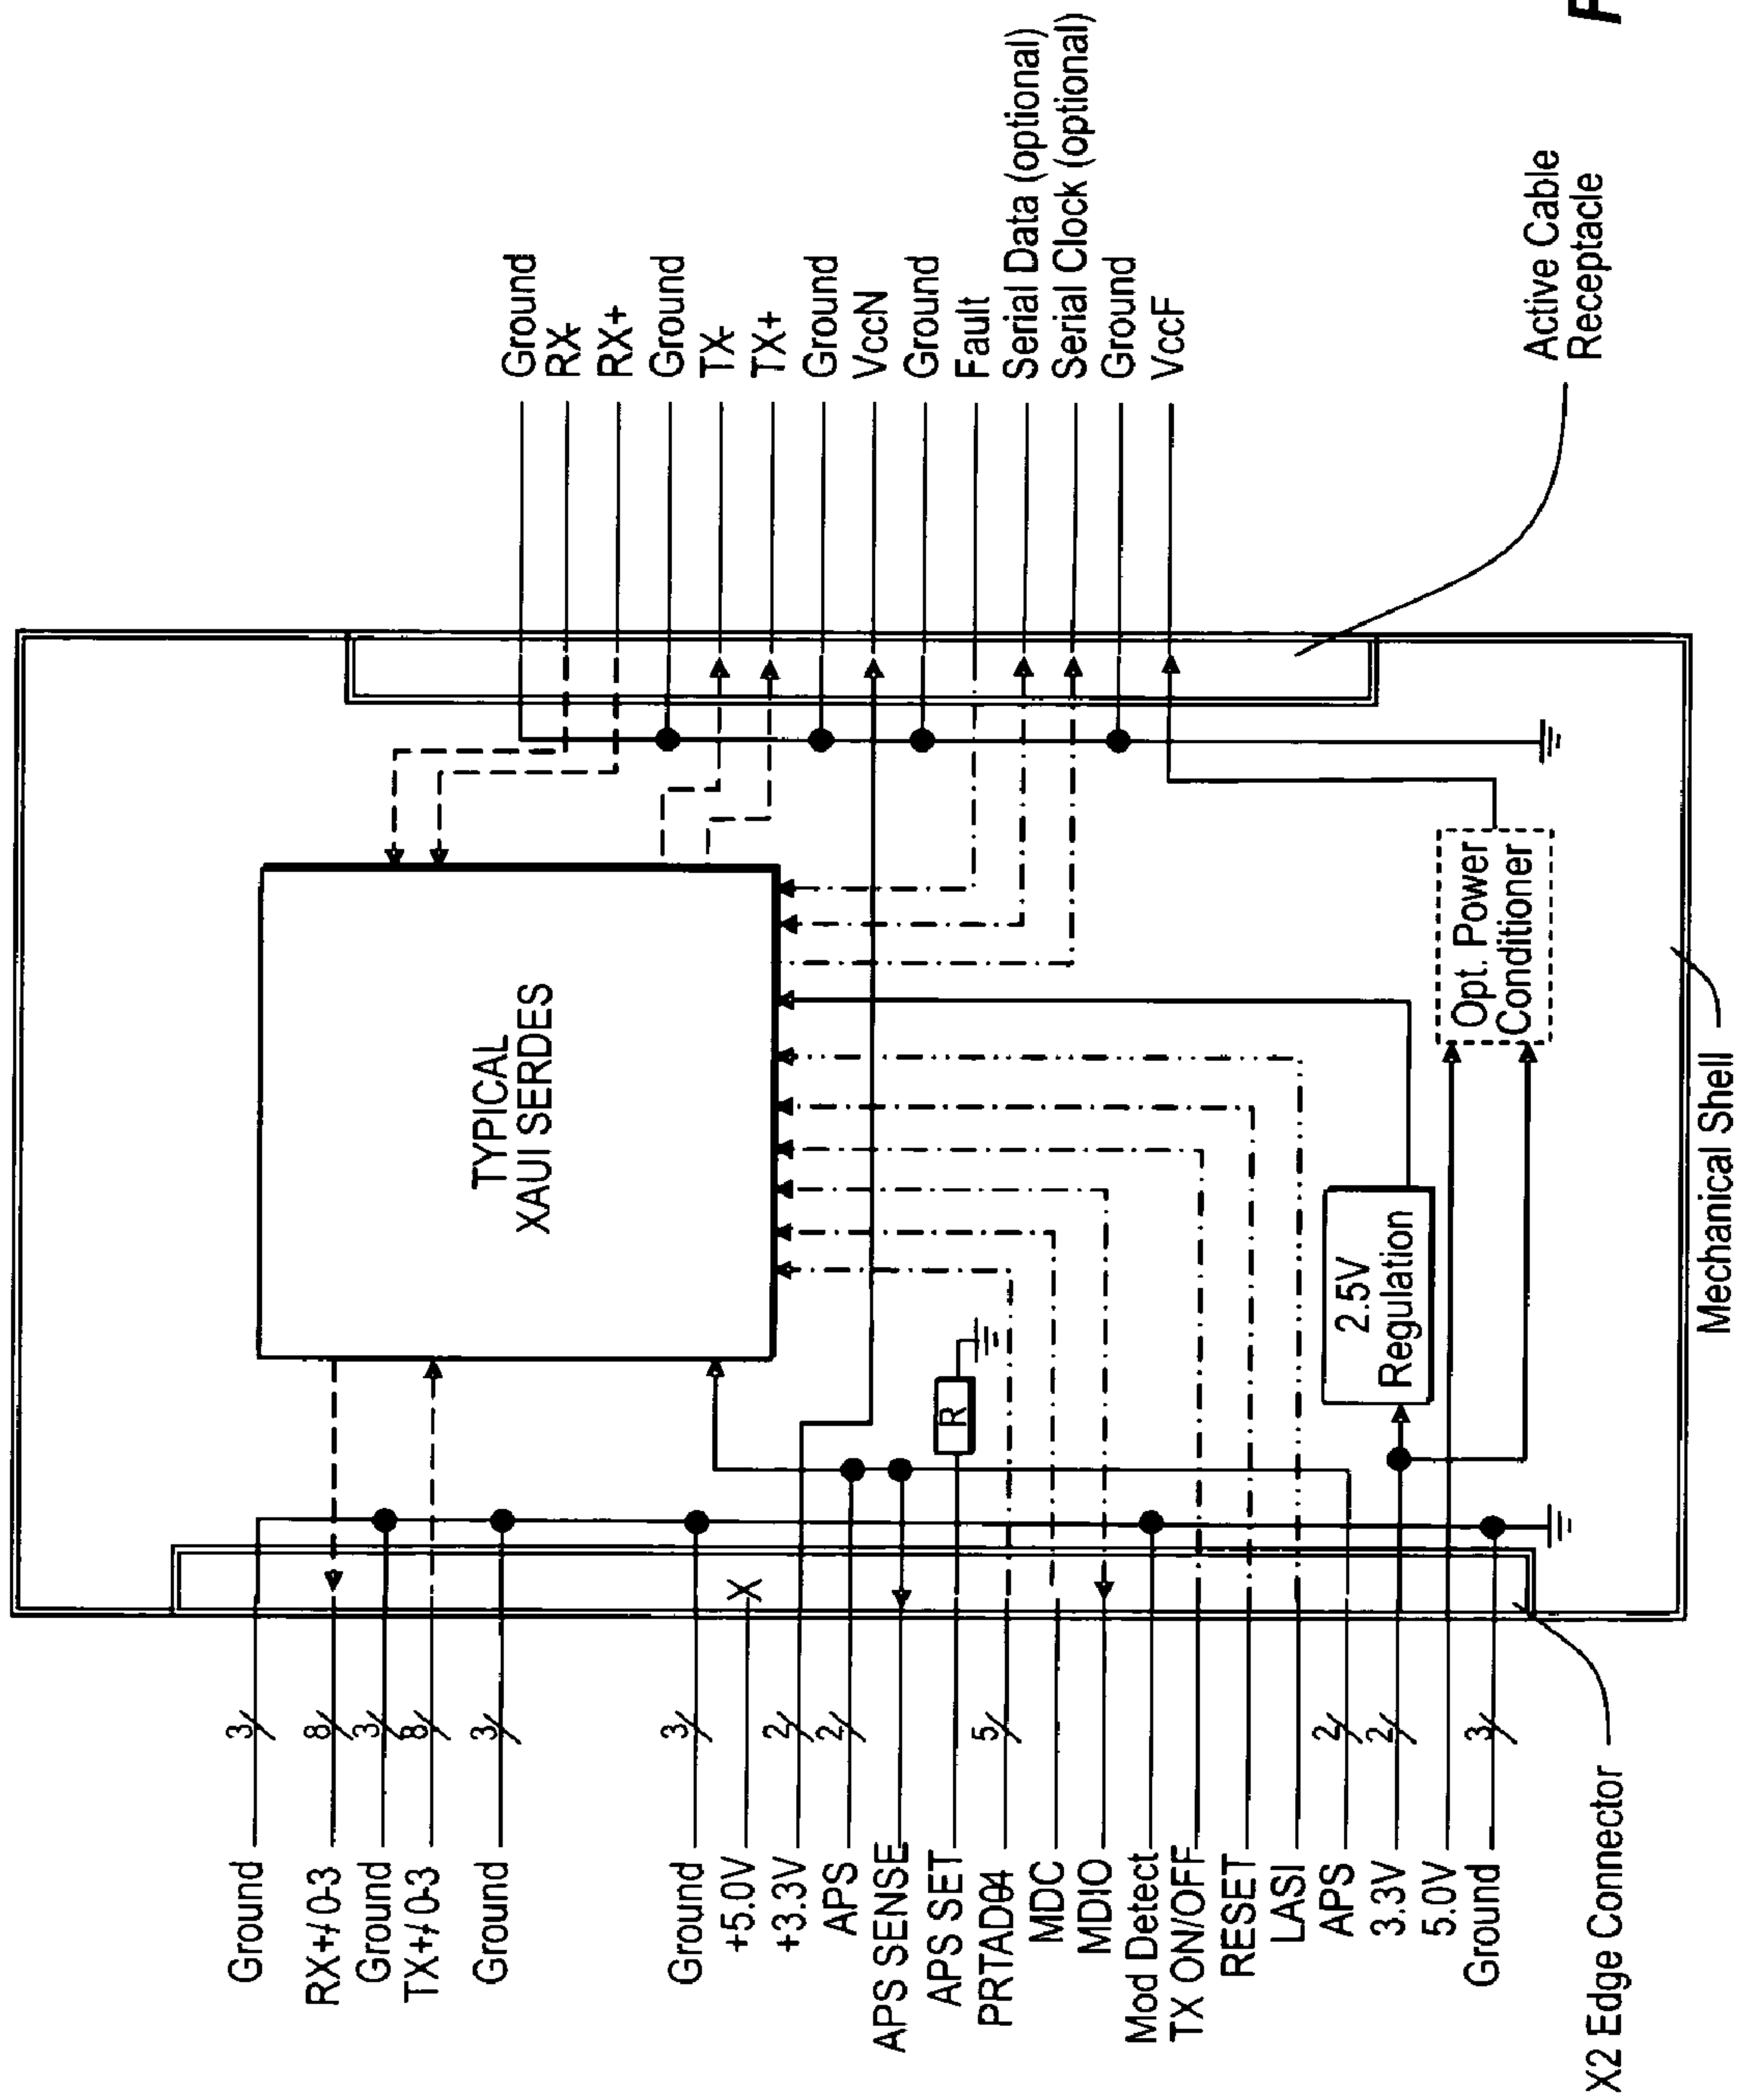 Ground
RX+/ 0-3
Ground
TX+/ 0-3
Ground
Ground
+5.0V
+3.3V
APS
APS SENSE
APS SET
PRTAD04
MDC
MDIO
Mod Detect
TX ON/OFF
RESET
LASI
APS
3.3V
5.0V
Ground
X2 Edge Connector
3
8
3
8
3
3
2
2
5
2
2
3
X
R
TYPICAL
XAUI SERDES
2.5V
Regulation
Opt. Power
Conditioner
Mechanical Shell
Ground
RX-
RX+
Ground
TX-
TX+
Ground
VccN
Ground
Fault
Serial Data (optional)
Serial Clock (optional)
Ground
VccF
Active Cable
Receptacle
F